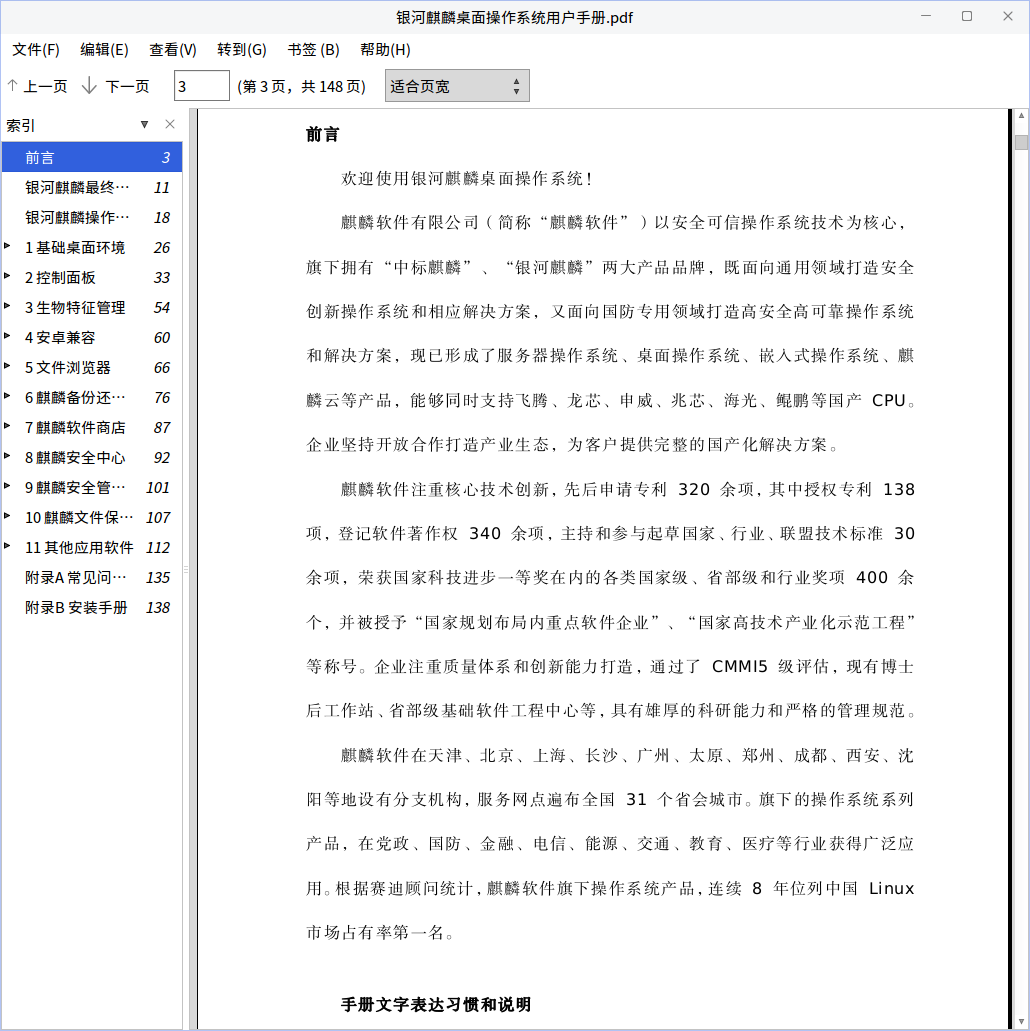 银河麒麟桌面操作系统用户手册.pdf
文件(F) 编辑(E) 查看(V) 转到(G) 书签 (B) 帮助(H)
上一页 下一页 3 (第 3 页，共 148 页) 适合页宽
索引
前言 3
银河麒麟最终… 11
银河麒麟操作… 18
1 基础桌面环境 26
2 控制面板 33
3 生物特征管理 54
4 安卓兼容 60
5 文件浏览器 66
6 麒麟备份还… 76
7 麒麟软件商店 87
8 麒麟安全中心 92
9 麒麟安全管… 101
10 麒麟文件保… 107
11 其他应用软件 112
附录A 常见问… 135
附录B 安装手册 138
前言
欢迎使用银河麒麟桌面操作系统！
麒麟软件有限公司（简称“麒麟软件”）以安全可信操作系统技术为核心，
旗下拥有“中标麒麟”、“银河麒麟”两大产品品牌，既面向通用领域打造安全
创新操作系统和相应解决方案，又面向国防专用领域打造高安全高可靠操作系统
和解决方案，现已形成了服务器操作系统、桌面操作系统、嵌入式操作系统、麒
麟云等产品，能够同时支持飞腾、龙芯、申威、兆芯、海光、鲲鹏等国产 CPU。
企业坚持开放合作打造产业生态，为客户提供完整的国产化解决方案。
麒麟软件注重核心技术创新，先后申请专利 320 余项，其中授权专利 138
项，登记软件著作权 340 余项，主持和参与起草国家、行业、联盟技术标准 30
余项，荣获国家科技进步一等奖在内的各类国家级、省部级和行业奖项 400 余
个，并被授予“国家规划布局内重点软件企业”、“国家高技术产业化示范工程”
等称号。企业注重质量体系和创新能力打造，通过了 CMMI5 级评估，现有博士
后工作站、省部级基础软件工程中心等，具有雄厚的科研能力和严格的管理规范。
麒麟软件在天津、北京、上海、长沙、广州、太原、郑州、成都、西安、沈
阳等地设有分支机构，服务网点遍布全国 31 个省会城市。旗下的操作系统系列
产品，在党政、国防、金融、电信、能源、交通、教育、医疗等行业获得广泛应
用。根据赛迪顾问统计，麒麟软件旗下操作系统产品，连续 8 年位列中国 Linux
市场占有率第一名。
手册文字表达习惯和说明